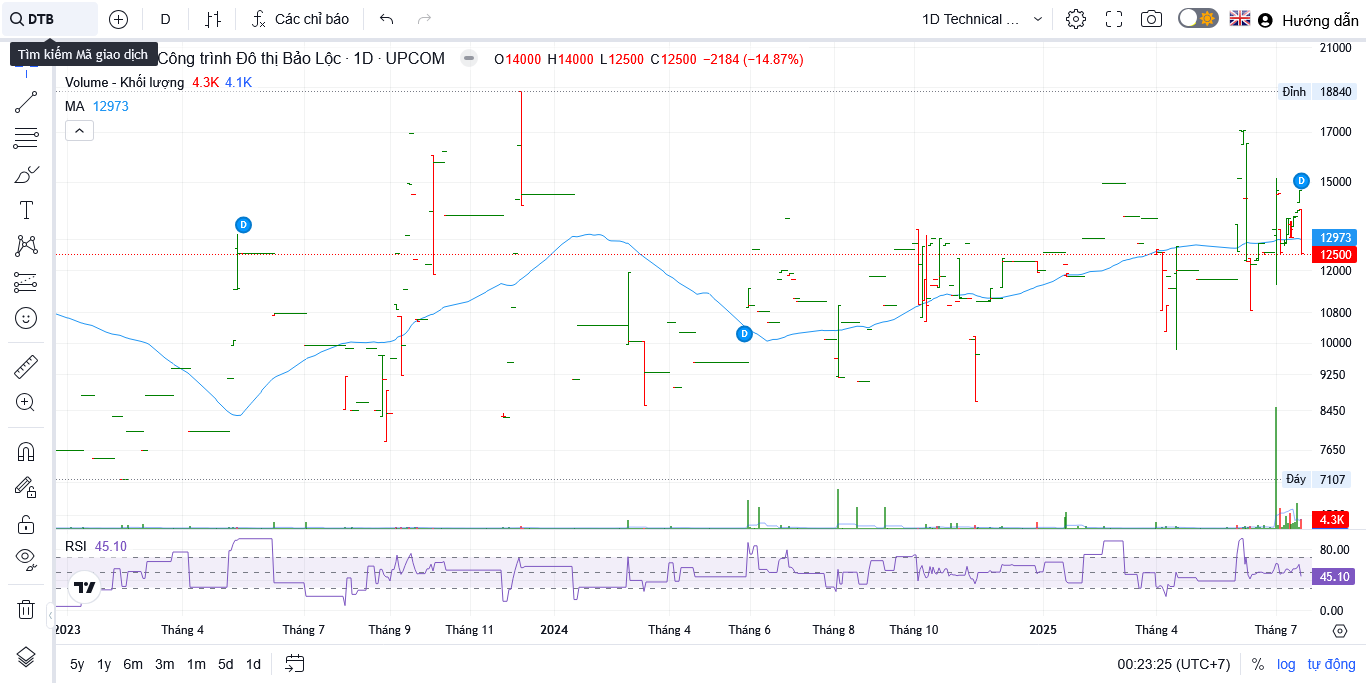 DTB
D
Các chỉ báo
1D Technical ...
Hướng dẫn
Tìm kiếm Mã giao dịch
Công trình Đô thị Bảo Lộc · 1D · UPCOM
O14000 H14000 L12500 C12500 −2184 (−14.87%)
Volume - Khối lượng 4.3K 4.1K
MA 12973
21000
Đỉnh 18840
17000
15000
D
D
12973
12500
12000
10800
D
10000
9250
8450
7650
Đáy 7107
4.3K
RSI 45.10
80.00
45.10
0.00
2023 Tháng 4 Tháng 7 Tháng 9 Tháng 11 2024 Tháng 4 Tháng 6 Tháng 8 Tháng 10 2025 Tháng 4 Tháng 7
5y 1y 6m 3m 1m 5d 1d
00:23:25 (UTC+7) % log tự động